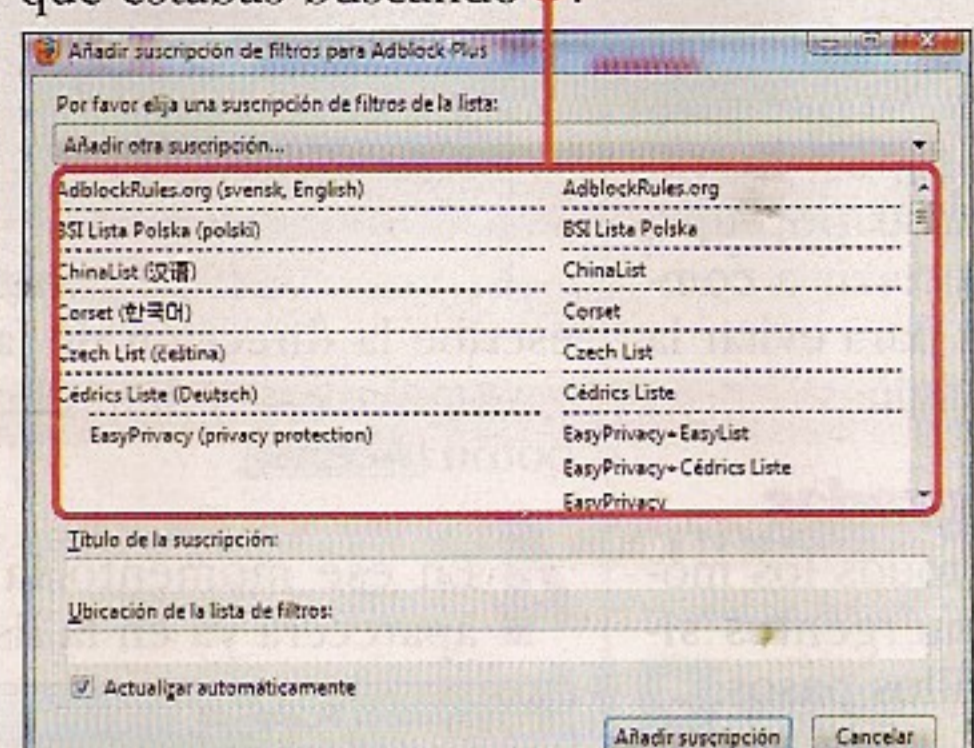 que estabas buscando
Añadir suscripción de filtros para Adblock Plus
Por favor elija una suscripción de filtros de la lista:
Añadir otra suscripción...
AdblockRules.org (svensk, English) AdblockRules.org
BSI Lista Polska (polski) BSI Lista Polska
ChinaList (汉语) ChinaList
Corset (한국어) Corset
Czech List (čeština) Czech List
Cédrics Liste (Deutsch) Cédrics Liste
EasyPrivacy (privacy protection) EasyPrivacy+EasyList
EasyPrivacy+Cédrics Liste
EasyPrivacy
Título de la suscripción:
Ubicación de la lista de filtros:
Actualizar automáticamente
Añadir suscripción Cancelar